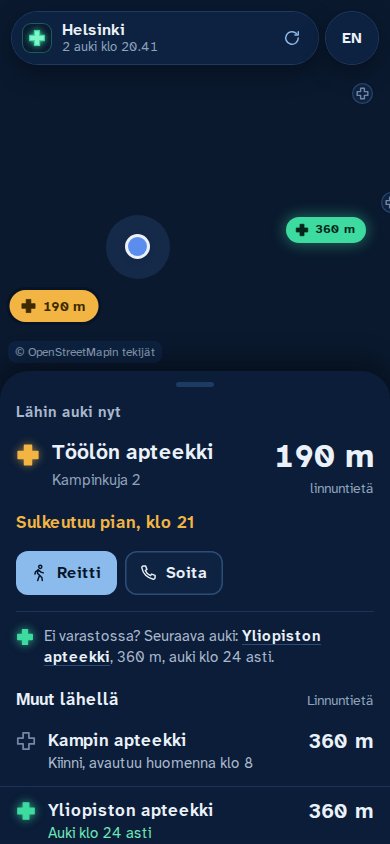 Helsinki
2 auki klo 20.41
EN
360 m
190 m
© OpenStreetMapin tekijät
Lähin auki nyt
Töölön apteekki
190 m
Kampinkuja 2
linnuntietä
Sulkeutuu pian, klo 21
Reitti
Soita
Ei varastossa? Seuraava auki: Yliopiston
apteekki, 360 m, auki klo 24 asti.
Muut lähellä
Linnuntietä
Kampin apteekki
360 m
Kiinni, avautuu huomenna klo 8
Yliopiston apteekki
360 m
Auki klo 24 asti